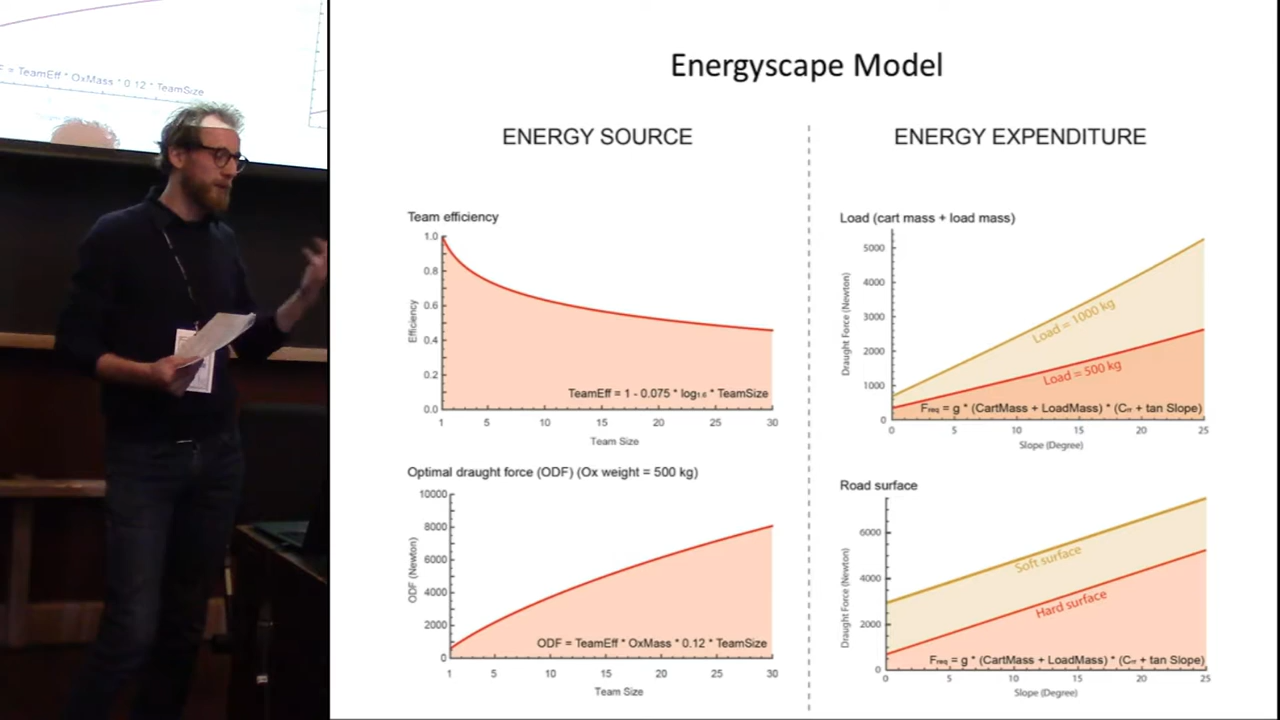 F = TeamEff * OxMass * 0.12 * TeamSize
Energyscape Model
ENERGY SOURCE
ENERGY EXPENDITURE
Team efficiency
1.0
0.8
0.6
0.4
0.2
0.0
Efficiency
TeamEff = 1 - 0.075 * log₁.₆ * TeamSize
1 5 10 15 20 25 30
Team Size
Optimal draught force (ODF) (Ox weight = 500 kg)
10000
8000
6000
4000
2000
0
ODF (Newton)
ODF = TeamEff * OxMass * 0.12 * TeamSize
1 5 10 15 20 25 30
Team Size
Load (cart mass + load mass)
5000
4000
3000
2000
1000
0
Draught Force (Newton)
Load = 1000 kg
Load = 500 kg
Fᵣₑq = g * (CartMass + LoadMass) * (Cᵣᵣ + tan Slope)
0 5 10 15 20 25
Slope (Degree)
Road surface
6000
4000
2000
0
Draught Force (Newton)
Soft surface
Hard surface
Fᵣₑq = g * (CartMass + LoadMass) * (Cᵣᵣ + tan Slope)
0 5 10 15 20 25
Slope (Degree)